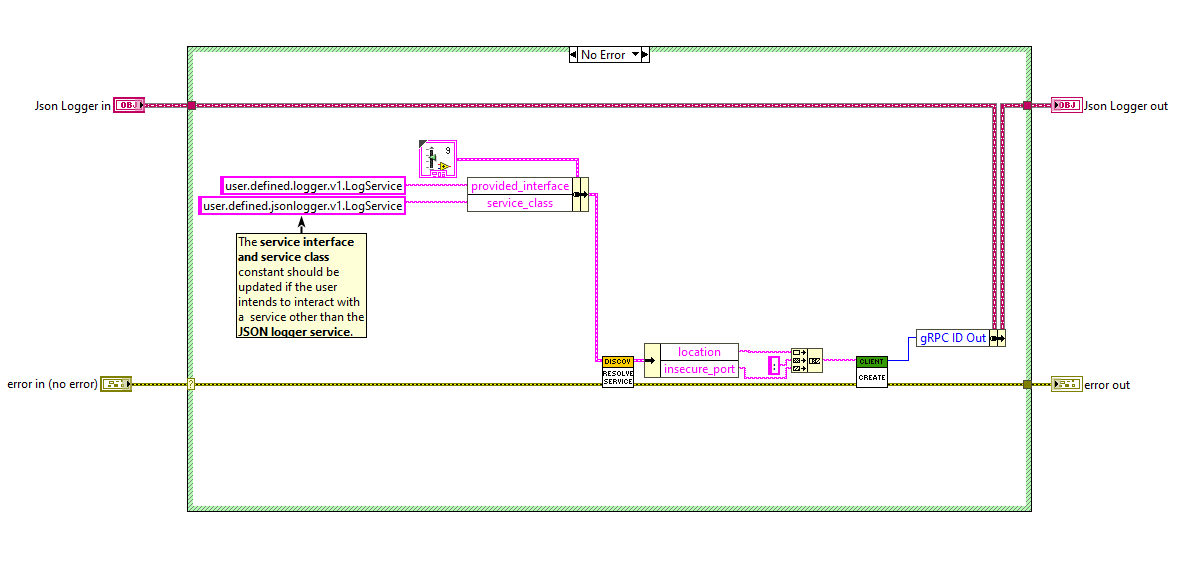 No Error
Json Logger in
OBJ
OBJ
Json Logger out
9
user.defined.logger.v1.LogService
provided_interface
user.defined.jsonlogger.v1.LogService
service_class
The service interface
and service class
constant should be
updated if the user
intends to interact with
a service other than the
JSON logger service.
gRPC ID Out
location
insecure_port
:
DISCOV
RESOLVE
SERVICE
CLIENT
CREATE
error in (no error)
?
error out